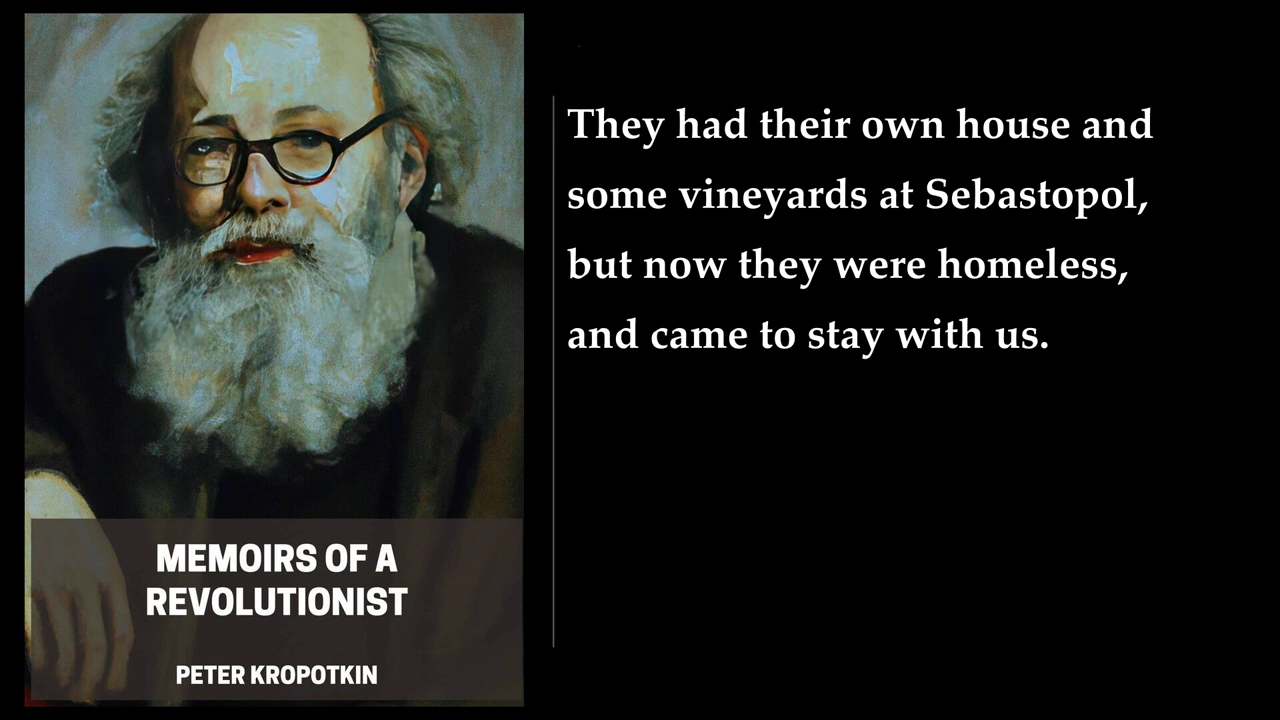 They had their own house and
some vineyards at Sebastopol,
but now they were homeless,
and came to stay with us.
MEMOIRS OF A
REVOLUTIONIST
PETER KROPOTKIN